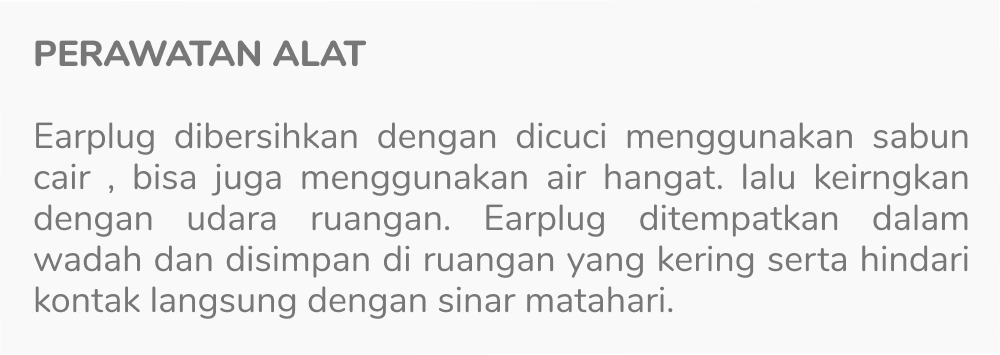 PERAWATAN ALAT
Earplug dibersihkan dengan dicuci menggunakan sabun
cair , bisa juga menggunakan air hangat. lalu keirngkan
dengan udara ruangan. Earplug ditempatkan dalam
wadah dan disimpan di ruangan yang kering serta hindari
kontak langsung dengan sinar matahari.